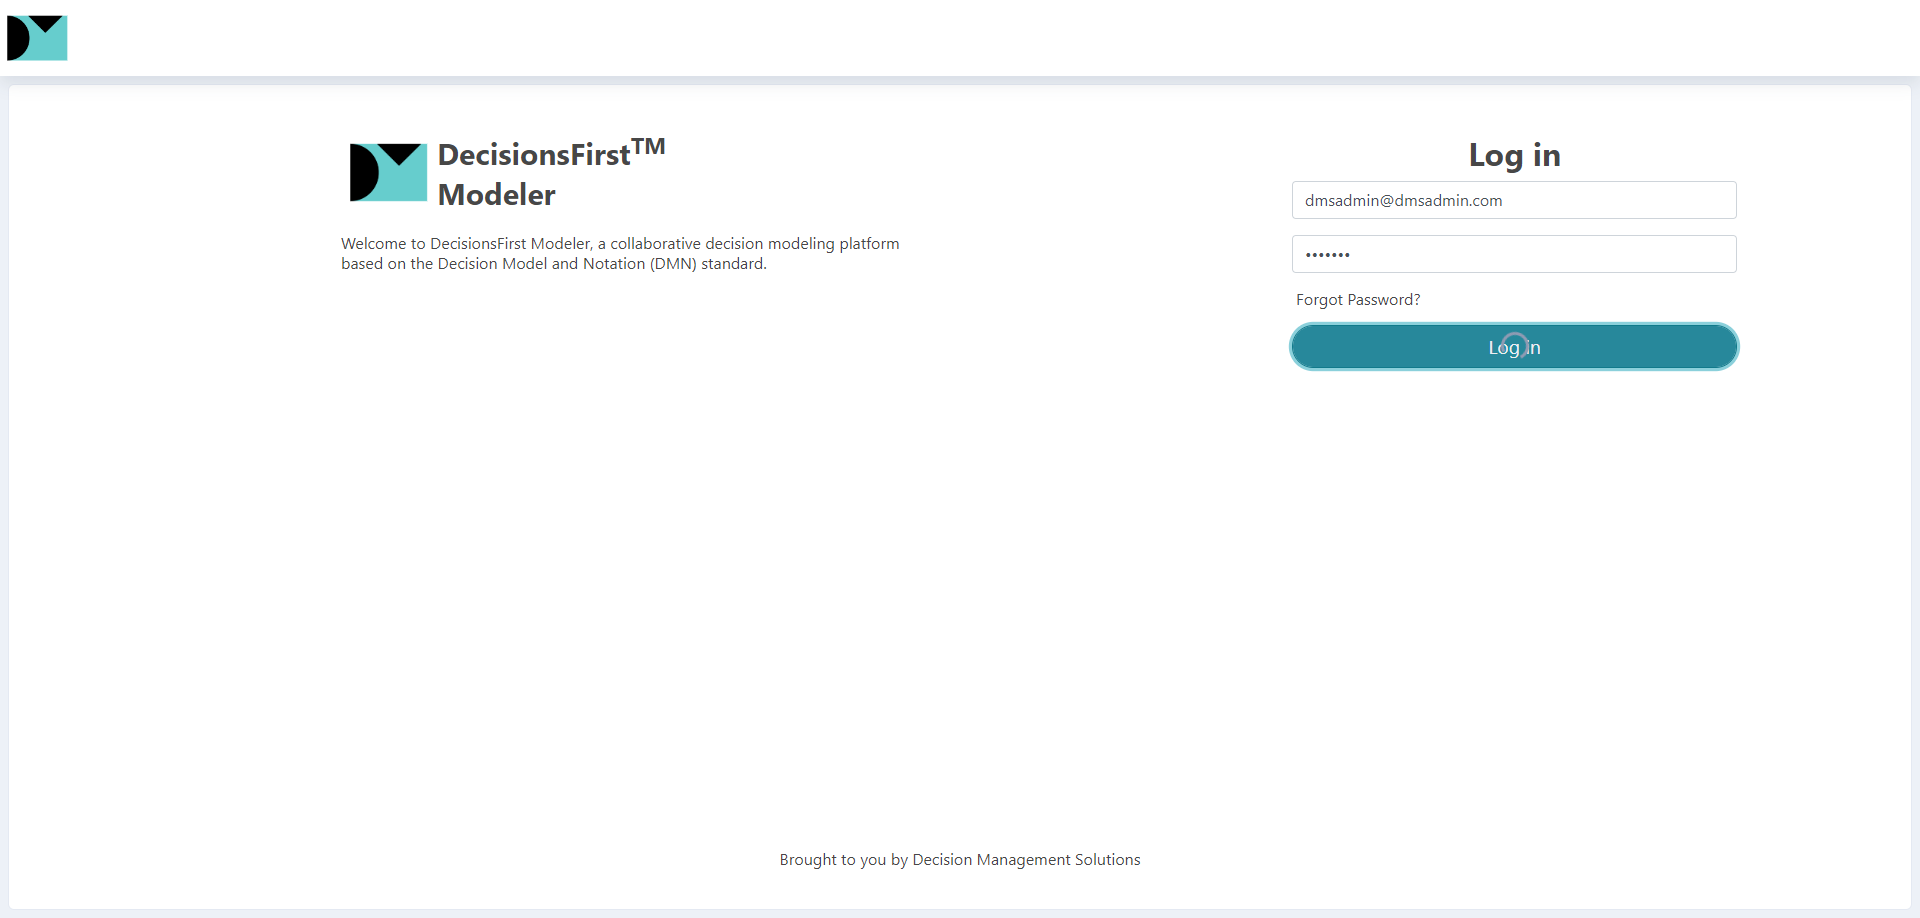 DecisionsFirstTM
Modeler
Welcome to DecisionsFirst Modeler, a collaborative decision modeling platform
based on the Decision Model and Notation (DMN) standard.
Log in
dmsadmin@dmsadmin.com
•••••••
Forgot Password?
Log in
Brought to you by Decision Management Solutions